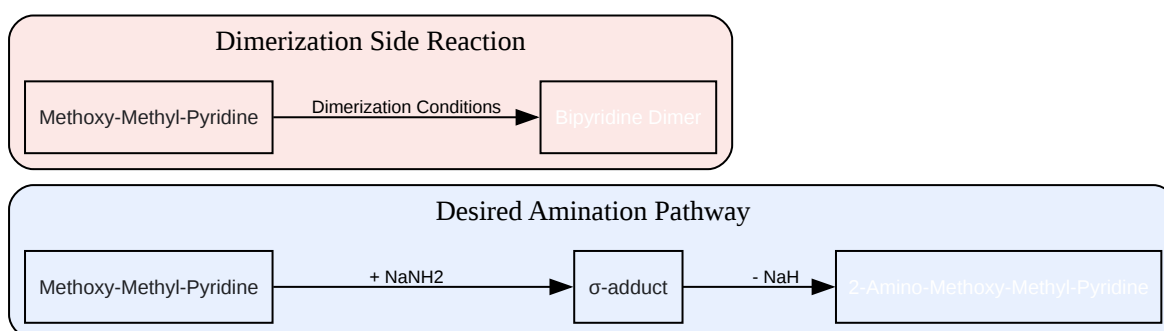 Dimerization Side Reaction
Methoxy-Methyl-Pyridine
Dimerization Conditions
Bipyridine Dimer
Desired Amination Pathway
Methoxy-Methyl-Pyridine
+ NaNH2
σ-adduct
- NaH
2-Amino-Methoxy-Methyl-Pyridine